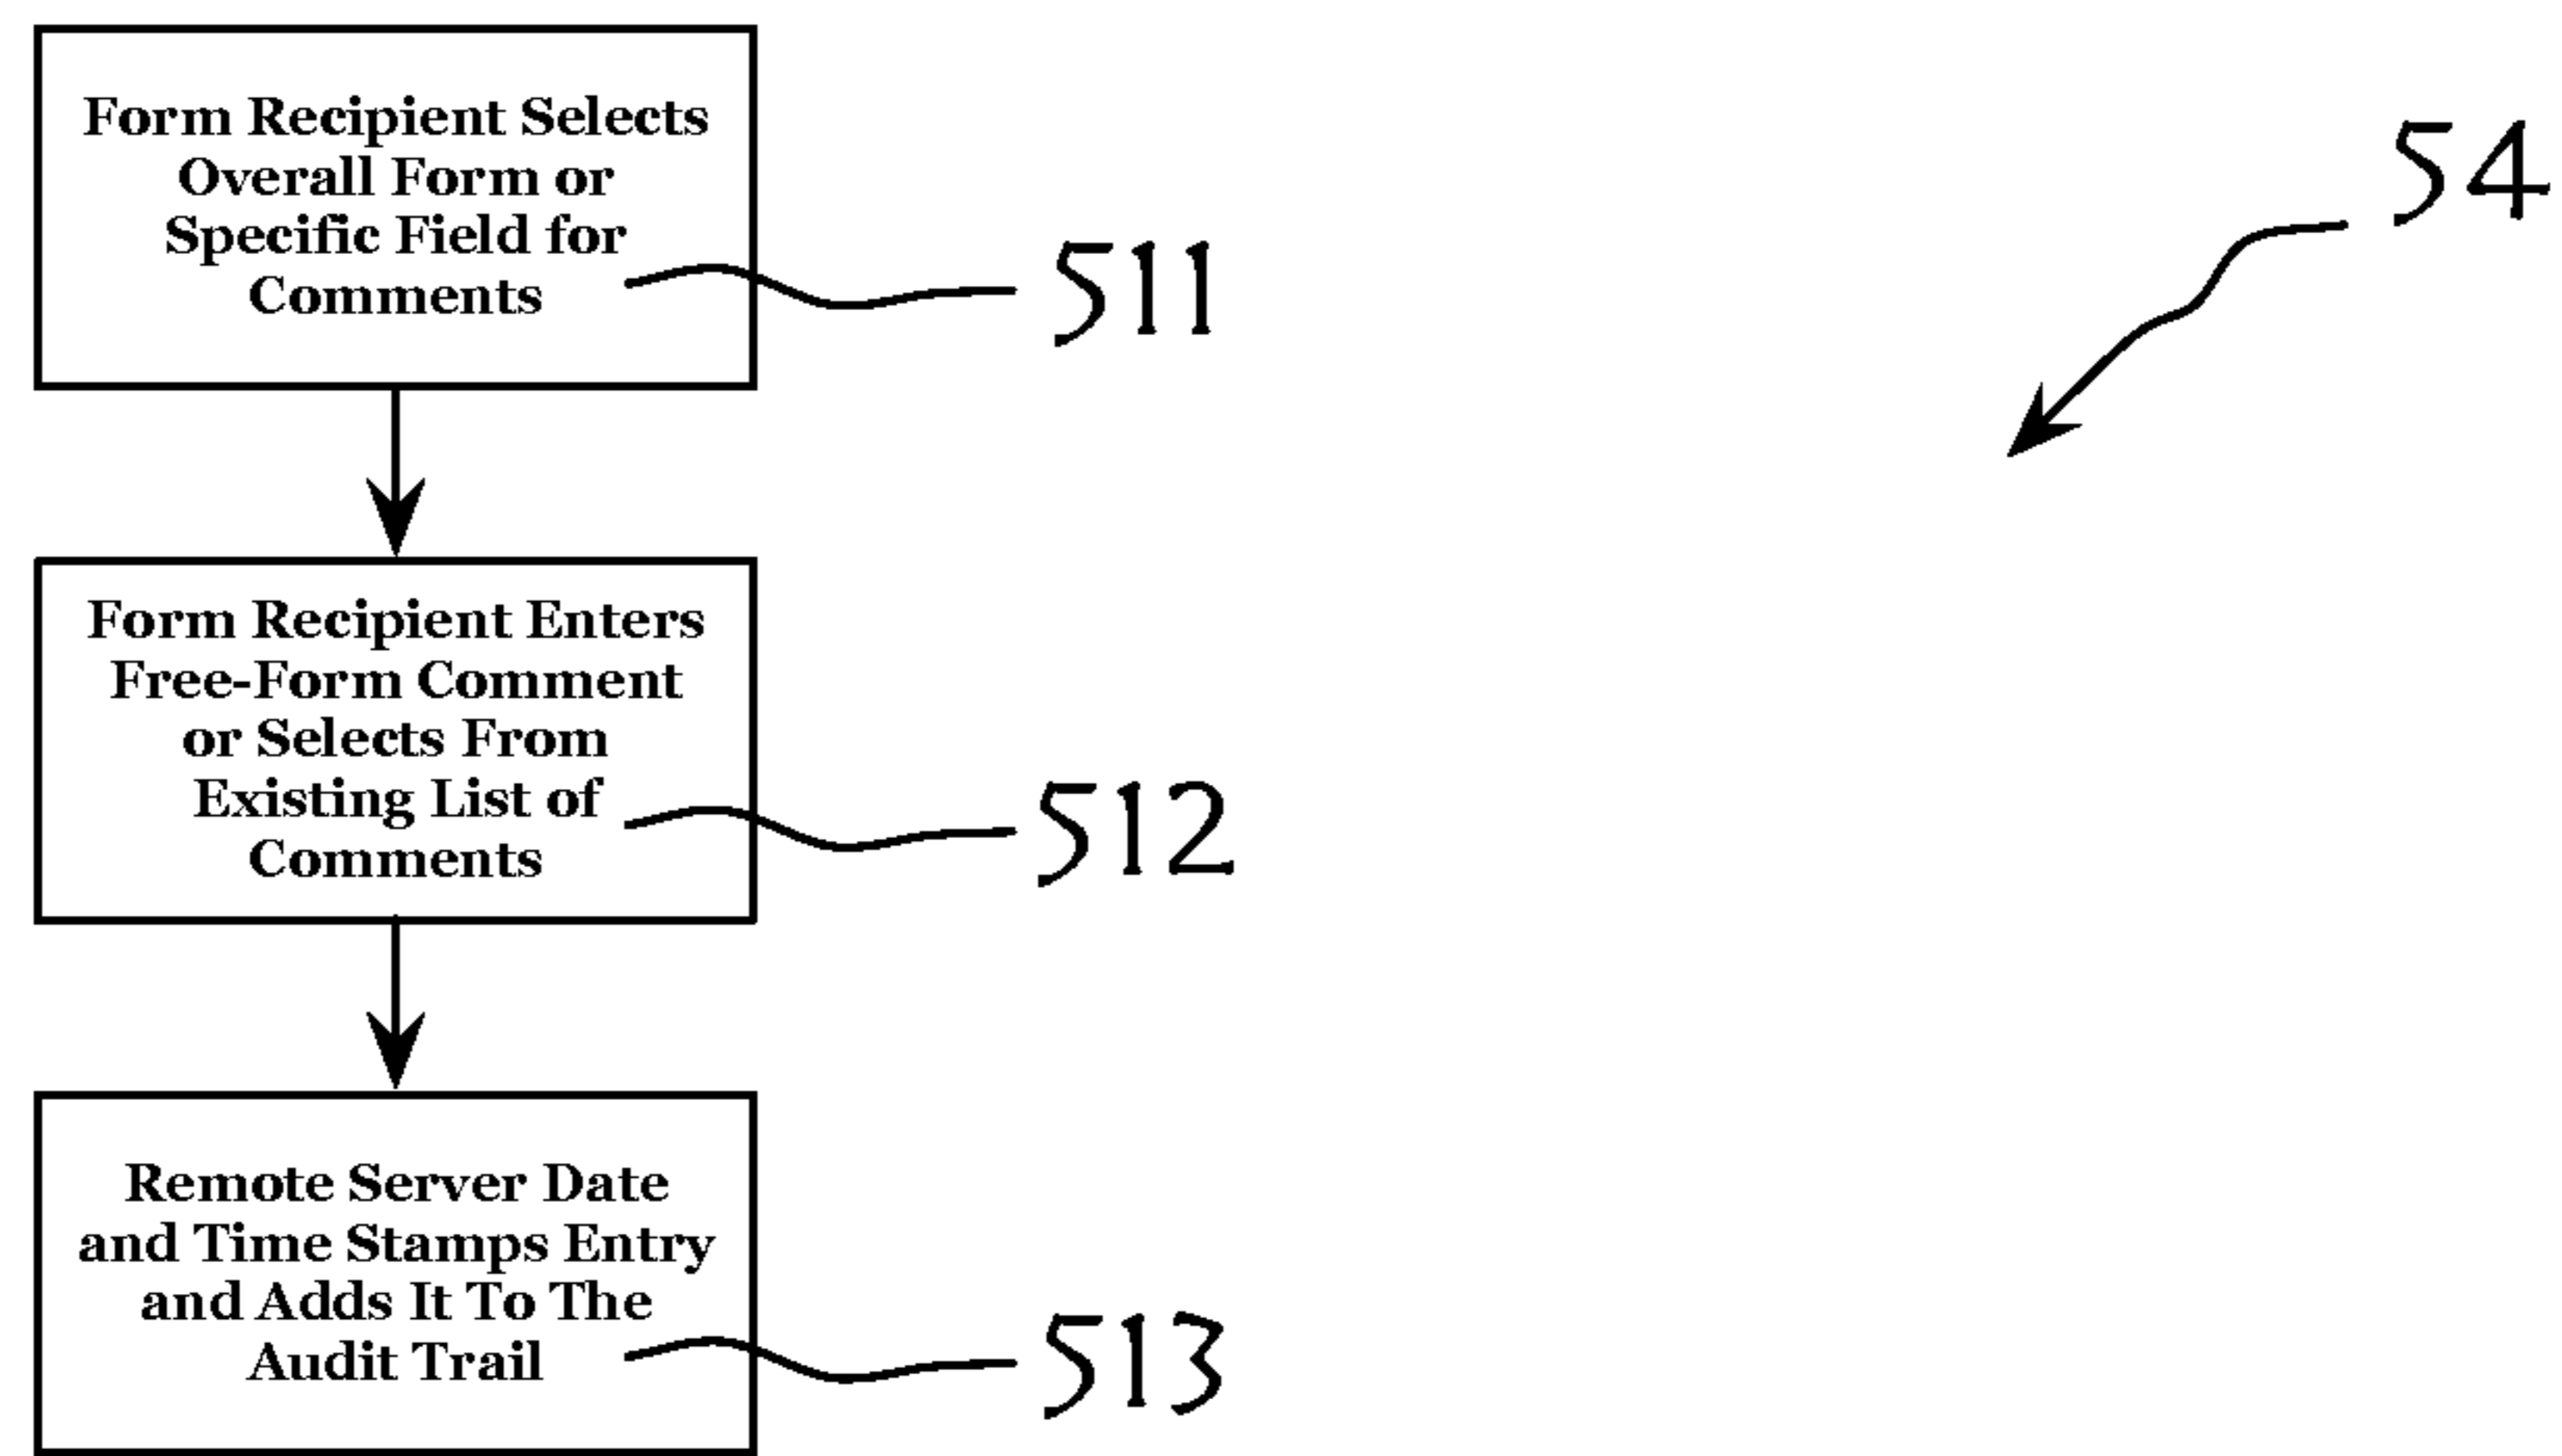 Form Recipient Selects
Overall Form or
Specific Field for
Comments
511
54
Form Recipient Enters
Free-Form Comment
or Selects From
Existing List of
Comments
512
Remote Server Date
and Time Stamps Entry
and Adds It To The
Audit Trail
513